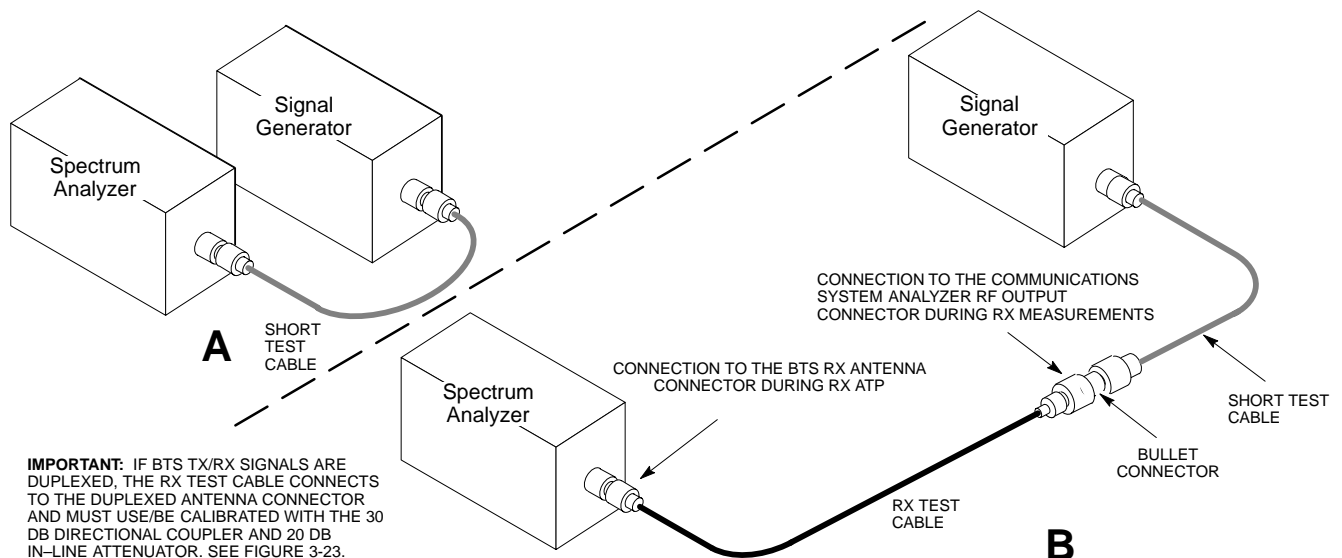 Signal
Generator
Spectrum
Analyzer
SHORT
TEST
CABLE
A
IMPORTANT: IF BTS TX/RX SIGNALS ARE
DUPLEXED, THE RX TEST CABLE CONNECTS
TO THE DUPLEXED ANTENNA CONNECTOR
AND MUST USE/BE CALIBRATED WITH THE 30
DB DIRECTIONAL COUPLER AND 20 DB
IN–LINE ATTENUATOR. SEE FIGURE 3-23.
Signal
Generator
CONNECTION TO THE COMMUNICATIONS
SYSTEM ANALYZER RF OUTPUT
CONNECTOR DURING RX MEASUREMENTS
CONNECTION TO THE BTS RX ANTENNA
CONNECTOR DURING RX ATP
Spectrum
Analyzer
SHORT TEST
CABLE
BULLET
CONNECTOR
RX TEST
CABLE
B